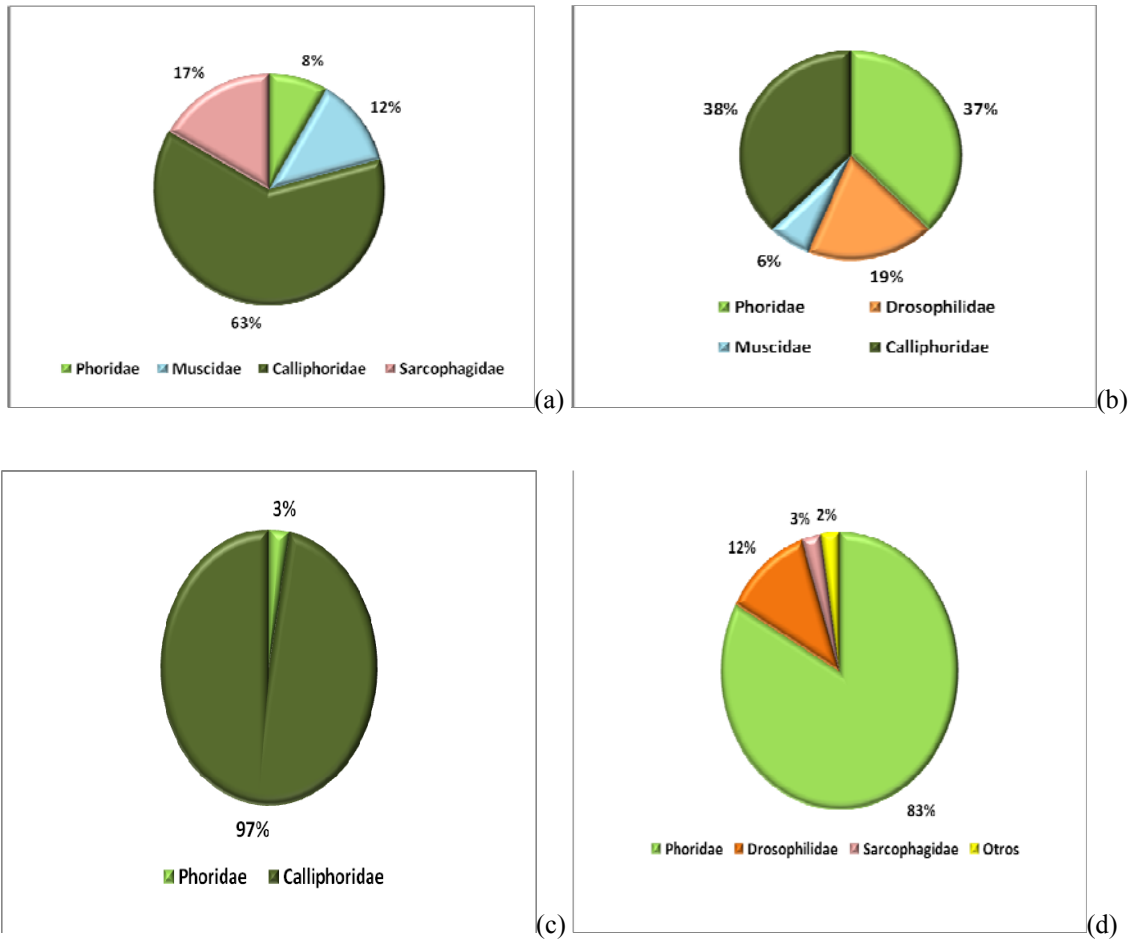 8%
17%
12%
63%
Phoridae Muscidae Calliphoridae Sarcophagidae
(a)
38%
37%
6%
19%
Phoridae Drosophilidae
Muscidae Calliphoridae
(b)
3%
97%
Phoridae Calliphoridae
(c)
3% 2%
12%
83%
Phoridae Drosophilidae Sarcophagidae Otros
(d)